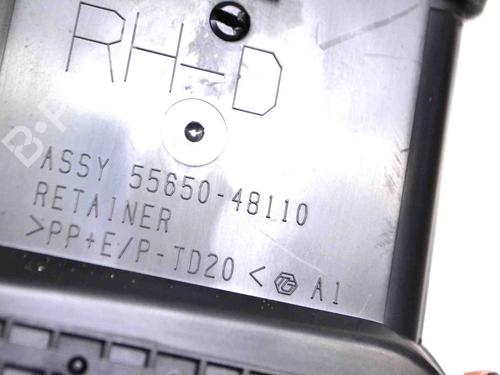 RH-D
ASSY 55650-48110
RETAINER
>PP+E/P-TD20< A1